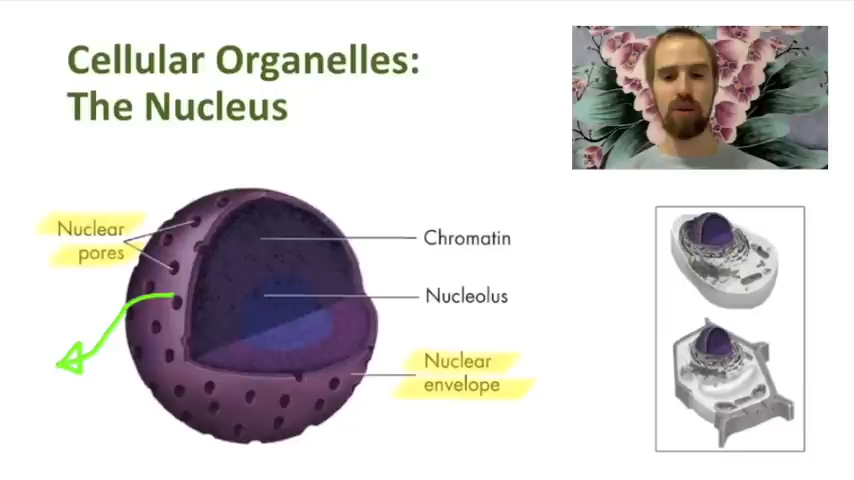 Cellular Organelles:
The Nucleus
Nuclear
pores
Chromatin
Nucleolus
Nuclear
envelope